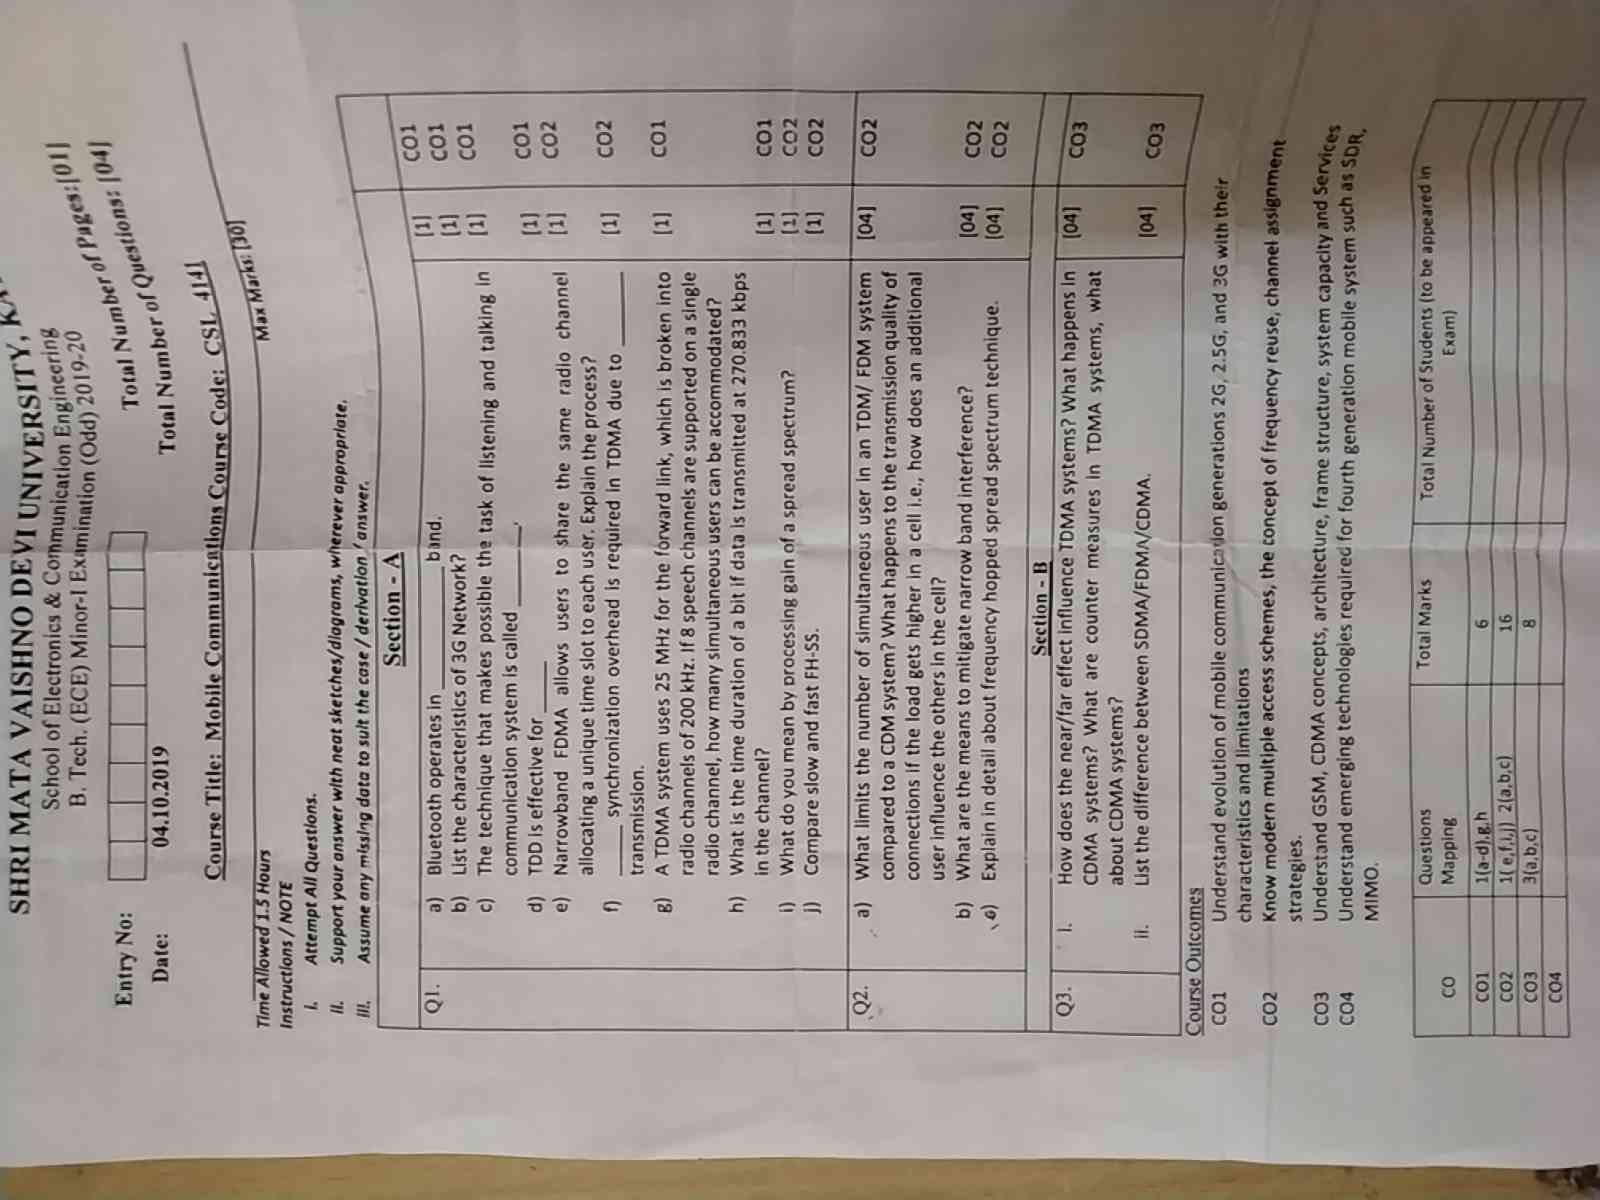 SHRI MATA VAISHNO DEVI UNIVERSITY,
School of Electronics & Communication Engineering
B. Tech. (ECE) Minor-I Examination (Odd) 2019-20
Total Number of Pages:[01]
Entry No:
Total Number of Questions: [04]
Date: 04.10.2019
Course Title: Mobile Communications Course Code: CSL 4141
Time Allowed 1.5 Hours Max Marks: [30]
Instructions / NOTE
i. Attempt All Questions.
ii. Support your answer with neat sketches/diagrams, wherever appropriate.
iii. Assume any missing data to suit the case / derivation / answer.
Section - A
Q1. a) Bluetooth operates in ____________ band. [1] CO1
b) List the characteristics of 3G Network? [1] CO1
c) The technique that makes possible the task of listening and talking in [1] CO1
communication system is called ________.
d) TDD is effective for _____ [1] CO1
e) Narrowband FDMA allows users to share the same radio channel [1] CO2
allocating a unique time slot to each user. Explain the process?
f) _____ synchronization overhead is required in TDMA due to _______ [1] CO2
transmission.
g) A TDMA system uses 25 MHz for the forward link, which is broken into [1] CO1
radio channels of 200 kHz. If 8 speech channels are supported on a single
radio channel, how many simultaneous users can be accommodated?
h) What is the time duration of a bit if data is transmitted at 270.833 kbps
in the channel? [1] CO1
i) What do you mean by processing gain of a spread spectrum? [1] CO2
j) Compare slow and fast FH-SS. [1] CO2
Q2. a) What limits the number of simultaneous user in an TDM/ FDM system [04] CO2
compared to a CDM system? What happens to the transmission quality of
connections if the load gets higher in a cell i.e., how does an additional
user influence the others in the cell?
b) What are the means to mitigate narrow band interference? [04] CO2
c) Explain in detail about frequency hopped spread spectrum technique. [04] CO2
Section - B
Q3. i. How does the near/far effect influence TDMA systems? What happens in [04] CO3
CDMA systems? What are counter measures in TDMA systems, what
about CDMA systems?
ii. List the difference between SDMA/FDMA/CDMA. [04] CO3
Course Outcomes
CO1 Understand evolution of mobile communication generations 2G, 2.5G, and 3G with their
characteristics and limitations
CO2 Know modern multiple access schemes, the concept of frequency reuse, channel assignment
strategies.
CO3 Understand GSM, CDMA concepts, architecture, frame structure, system capacity and Services
CO4 Understand emerging technologies required for fourth generation mobile system such as SDR,
MIMO.
CO Questions Mapping Total Marks Total Number of Students (to be appeared in Exam)
CO1 1(a-d),g,h 6
CO2 1( e,f,i,j) 2(a,b,c) 16
CO3 3(a,b,c) 8
CO4